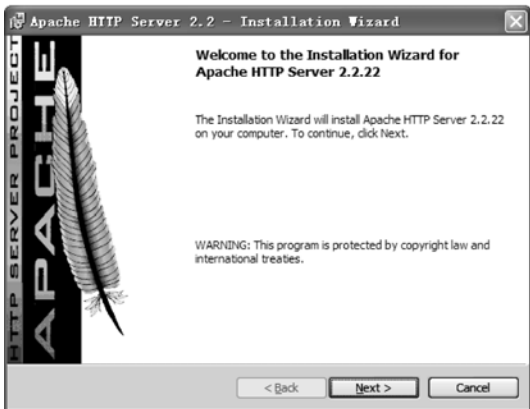 Apache HTTP Server 2.2 - Installation Wizard
HTTP SERVER PROJECT
APACHE
Welcome to the Installation Wizard for
Apache HTTP Server 2.2.22
The Installation Wizard will install Apache HTTP Server 2.2.22
on your computer. To continue, click Next.
WARNING: This program is protected by copyright law and
international treaties.
< Back
Next >
Cancel